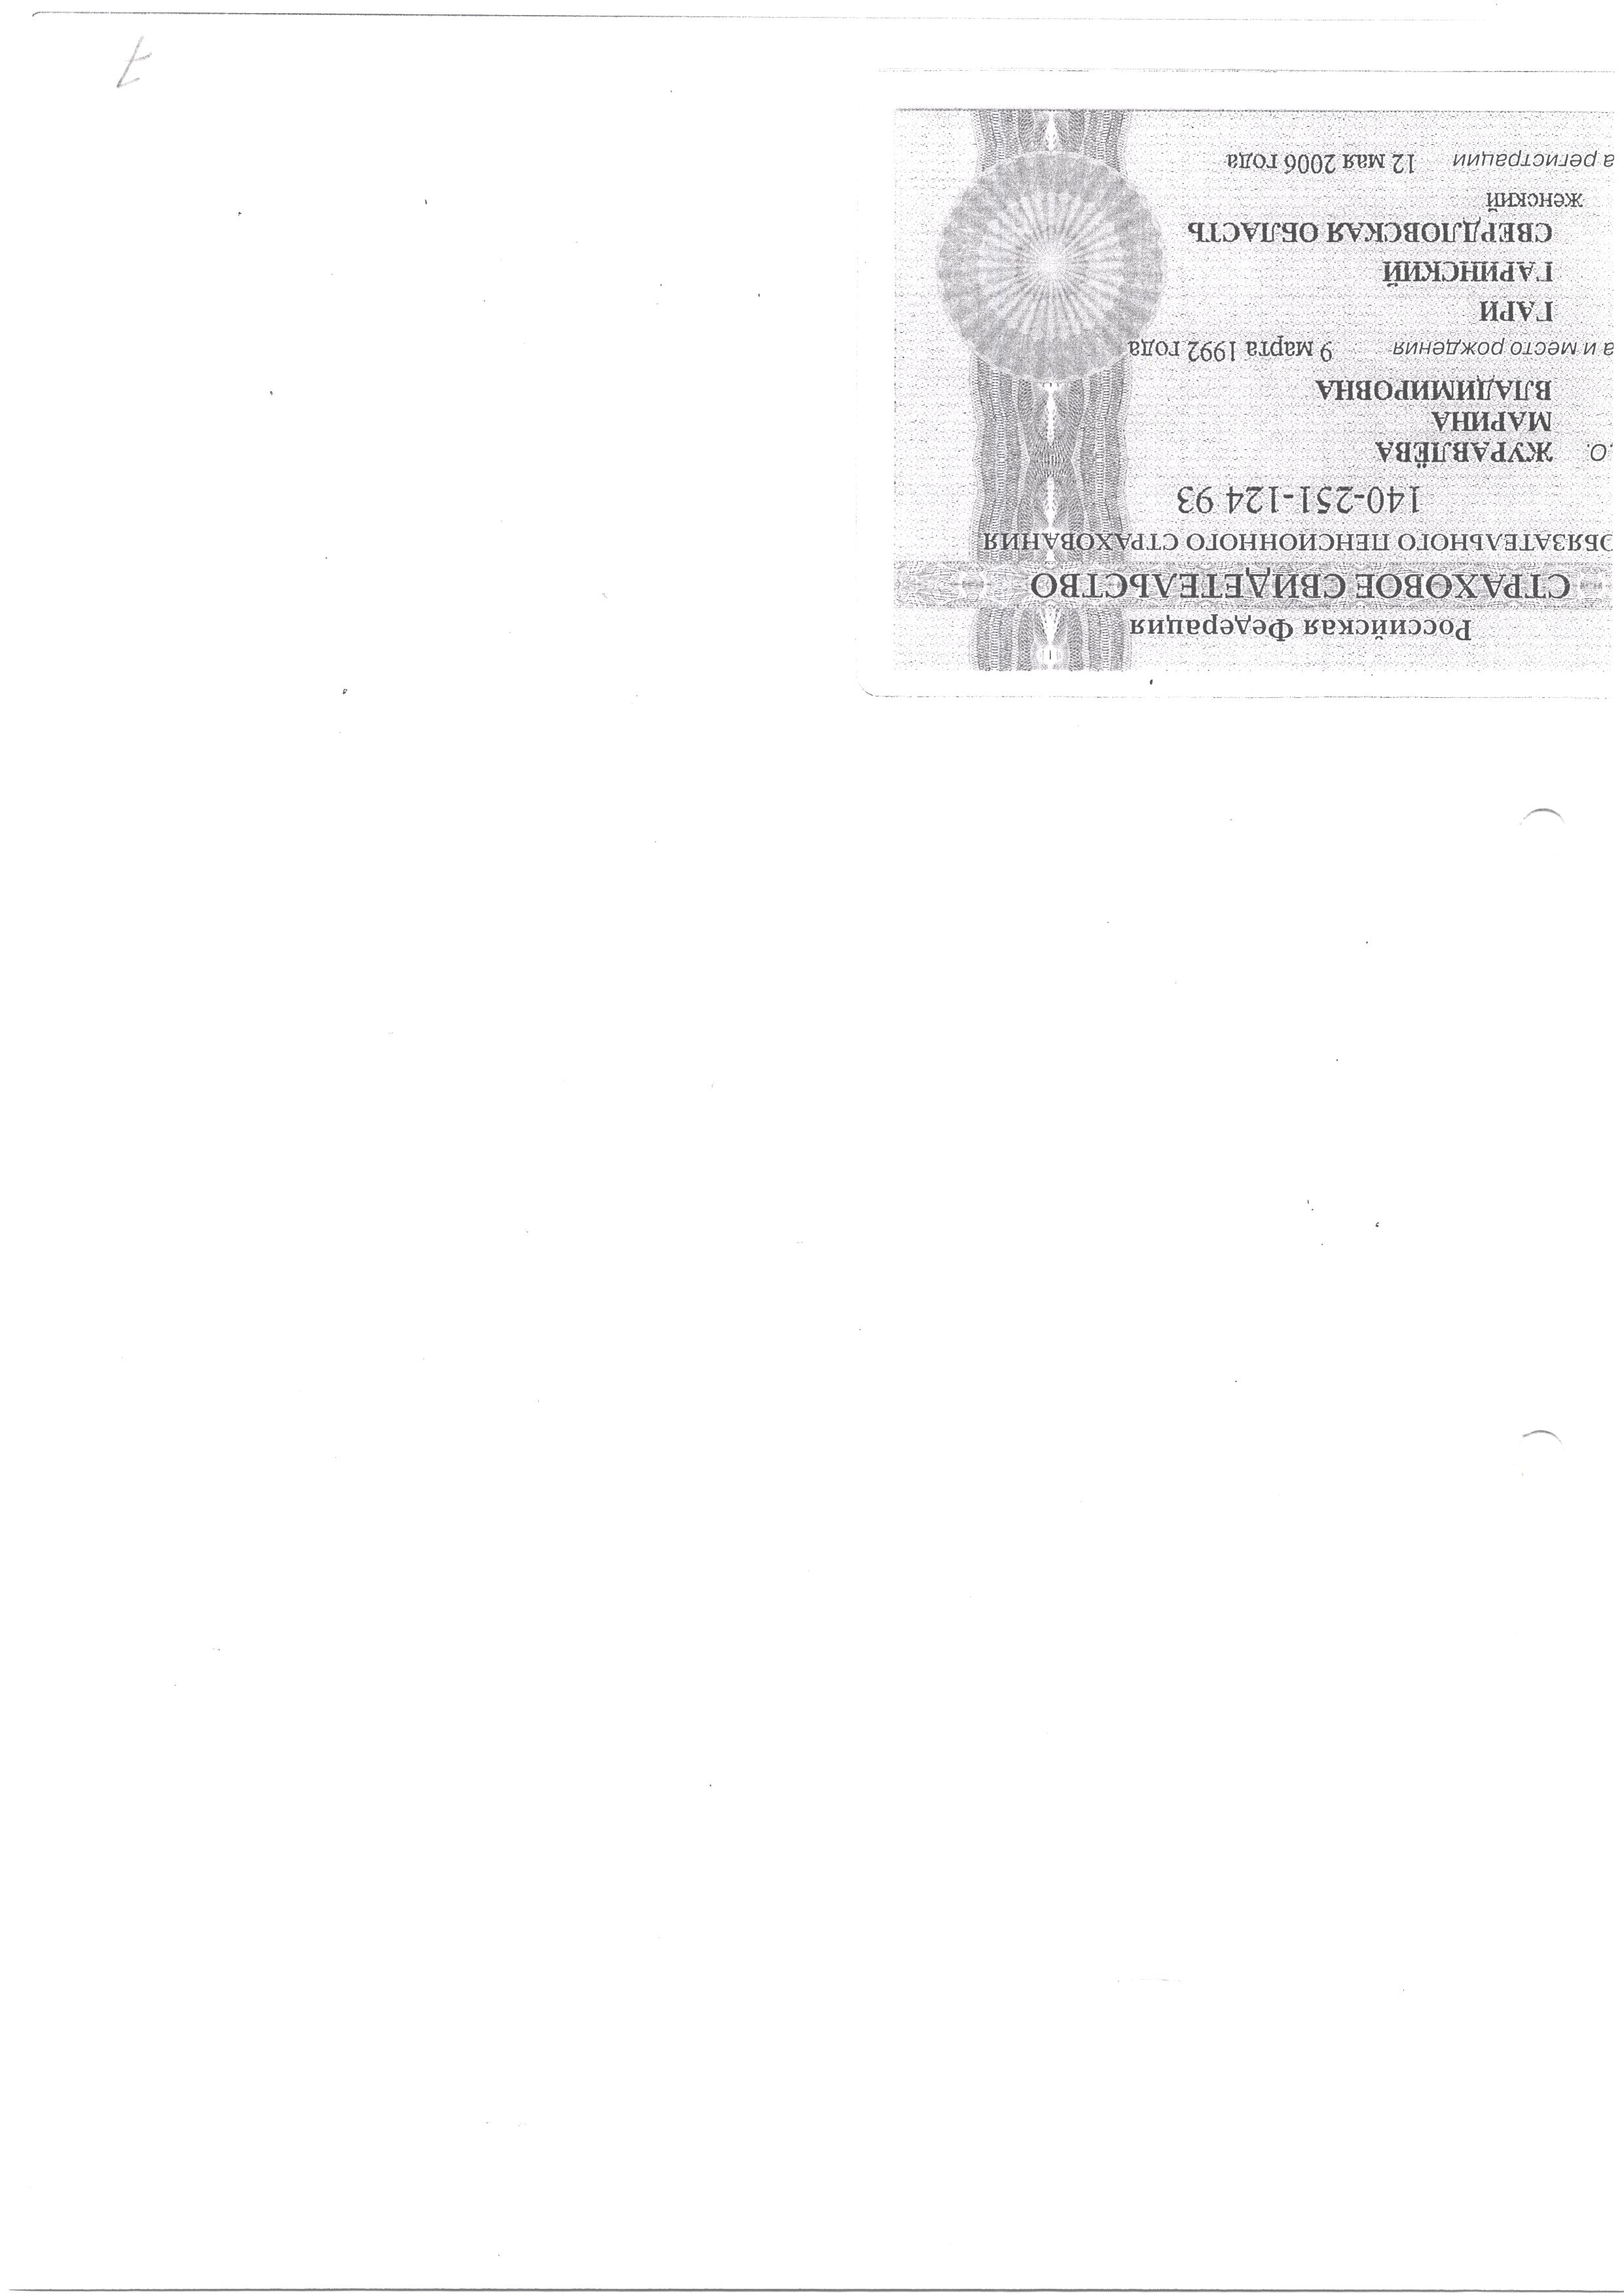 Российская Федерация
СТРАХОВОЕ СВИДЕТЕЛЬСТВО
ОБЯЗАТЕЛЬНОГО ПЕНСИОННОГО СТРАХОВАНИЯ
140-251-124 93
.О. ЖУРАВЛЁВА
МАРИНА
ВЛАДИМИРОВНА
а и место рождения 9 марта 1992 года
ГАРИ
ГАРИНСКИЙ
СВЕРДЛОВСКАЯ ОБЛАСТЬ
женский
а регистрации 12 мая 2006 года